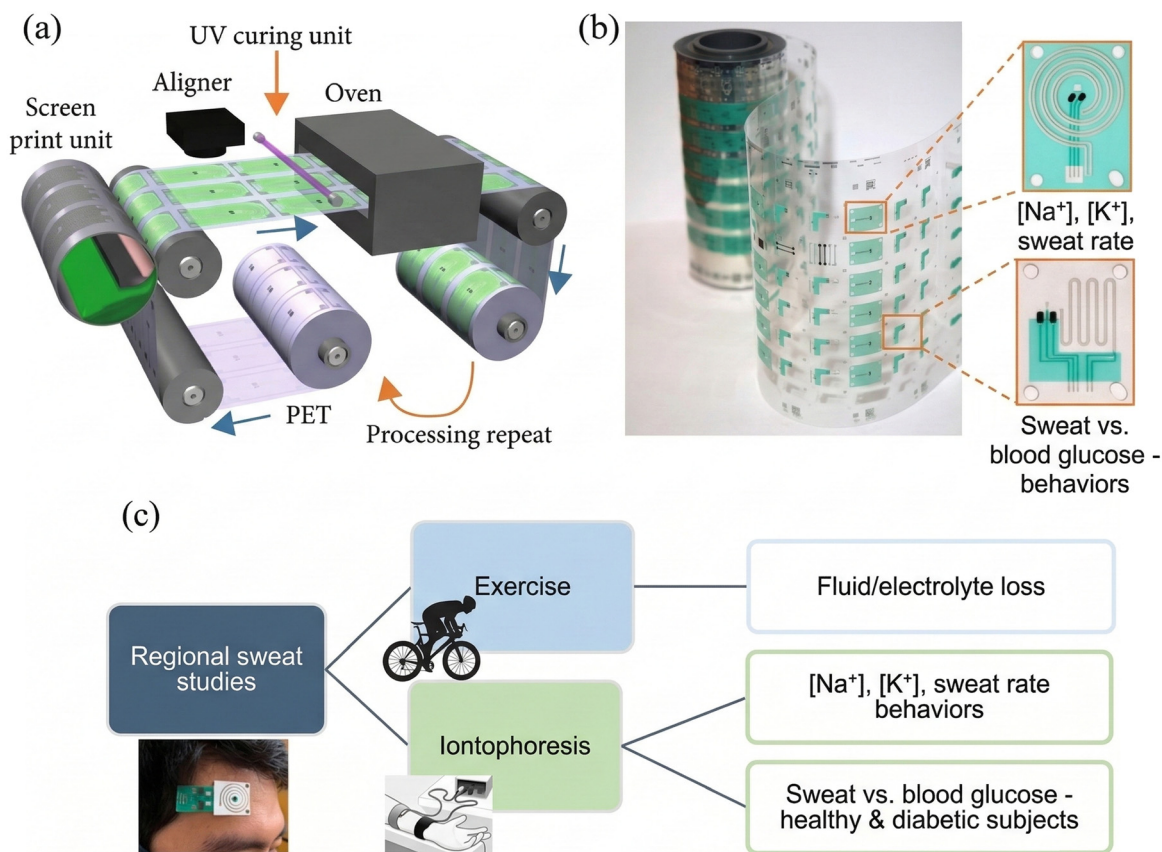 (a)
UV curing unit
Aligner
Oven
Screen
print unit
PET
Processing repeat
(b)
[Na⁺], [K⁺],
sweat rate
Sweat vs.
blood glucose -
behaviors
(c)
Regional sweat
studies
Exercise
Iontophoresis
Fluid/electrolyte loss
[Na⁺], [K⁺], sweat rate
behaviors
Sweat vs. blood glucose -
healthy & diabetic subjects